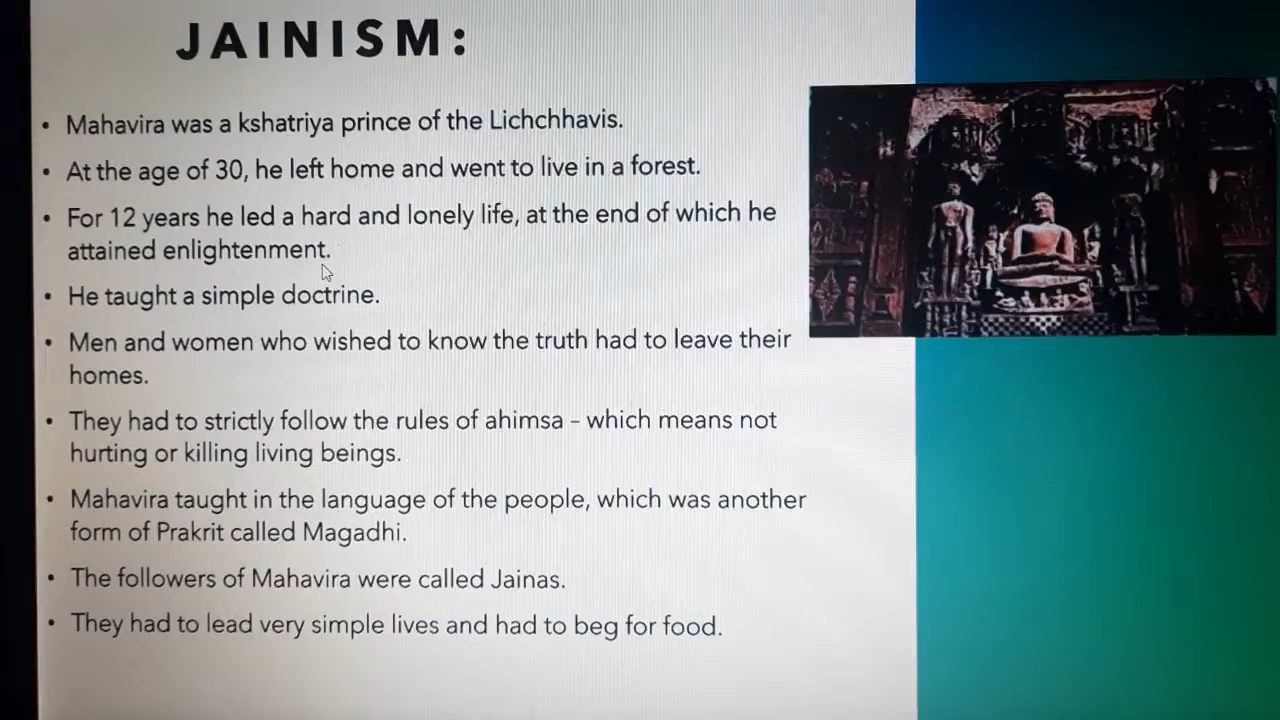 JAINISM:
• Mahavira was a kshatriya prince of the Lichchhavis.
• At the age of 30, he left home and went to live in a forest.
• For 12 years he led a hard and lonely life, at the end of which he
attained enlightenment.
• He taught a simple doctrine.
• Men and women who wished to know the truth had to leave their
homes.
• They had to strictly follow the rules of ahimsa – which means not
hurting or killing living beings.
• Mahavira taught in the language of the people, which was another
form of Prakrit called Magadhi.
• The followers of Mahavira were called Jainas.
• They had to lead very simple lives and had to beg for food.